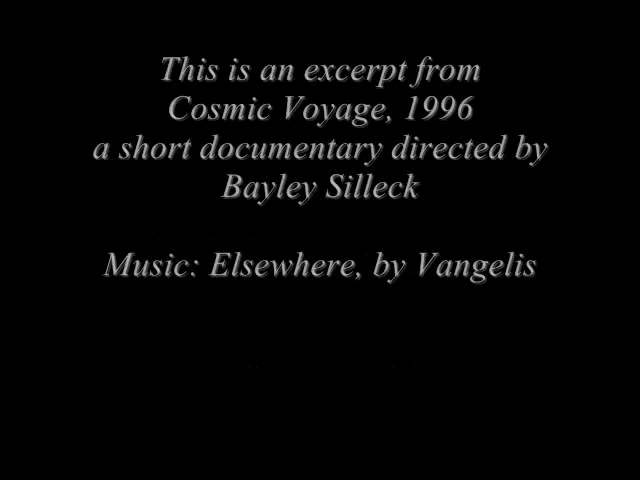 This is an excerpt from
Cosmic Voyage, 1996
a short documentary directed by
Bayley Silleck
Music: Elsewhere, by Vangelis